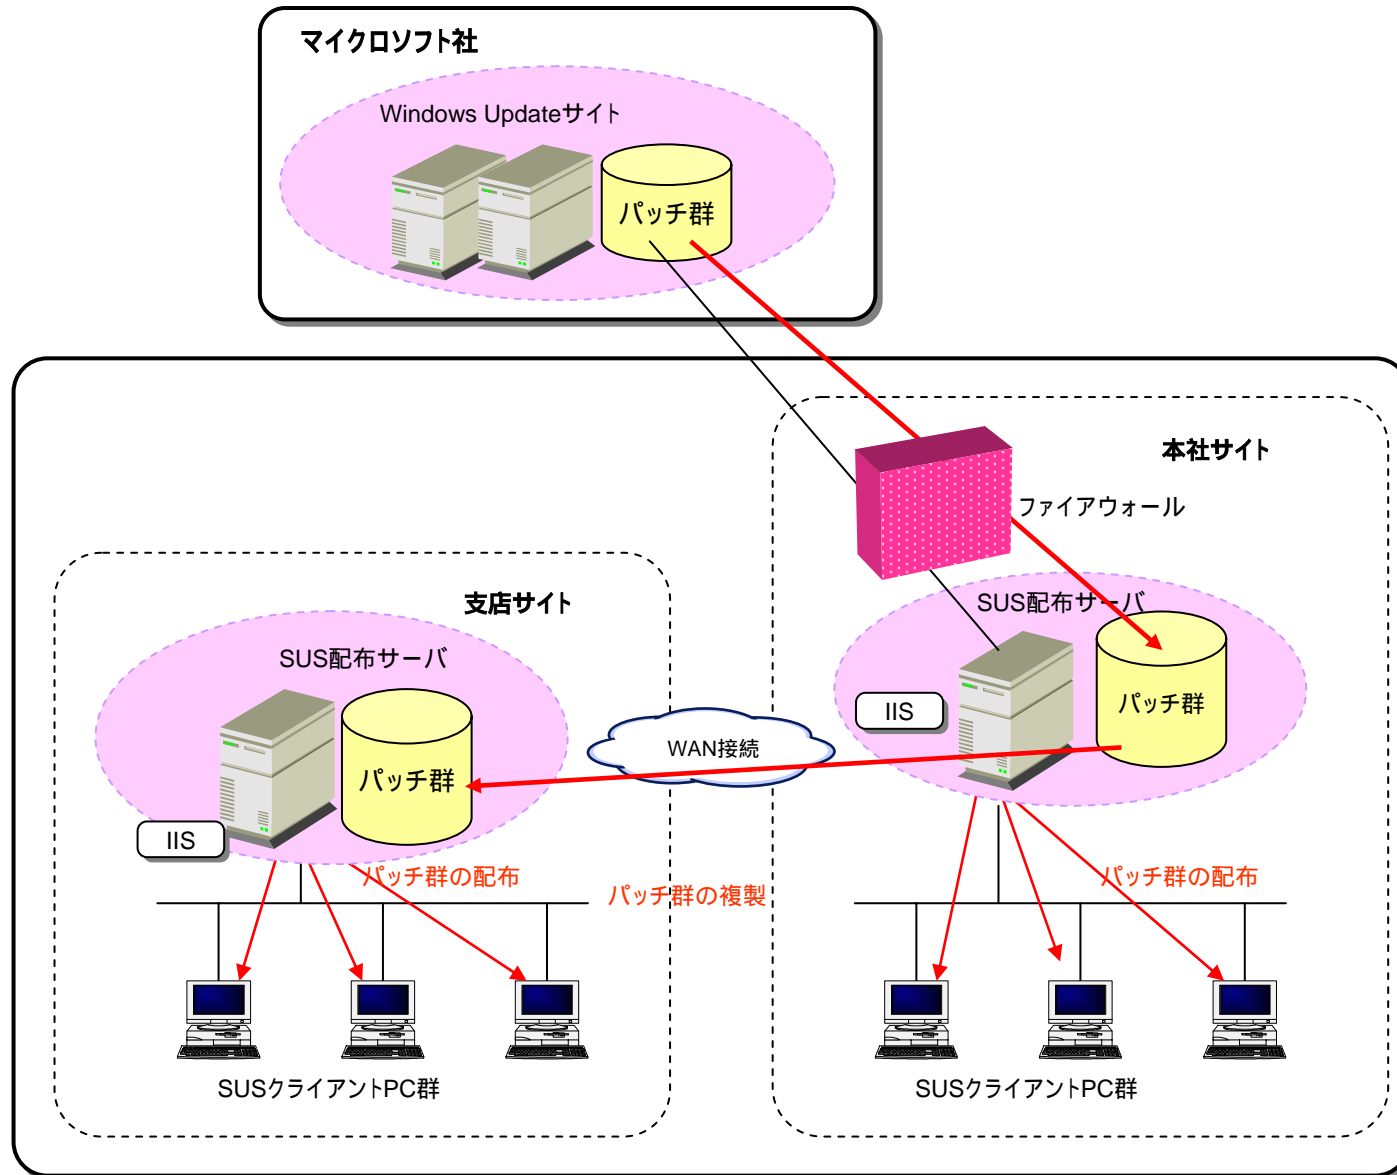 マイクロソフト社
Windows Updateサイト
パッチ群
本社サイト
ファイアウォール
支店サイト
SUS配布サーバ
SUS配布サーバ
IIS
パッチ群
WAN接続
パッチ群
IIS
パッチ群の配布
パッチ群の複製
パッチ群の配布
SUSクライアントPC群
SUSクライアントPC群